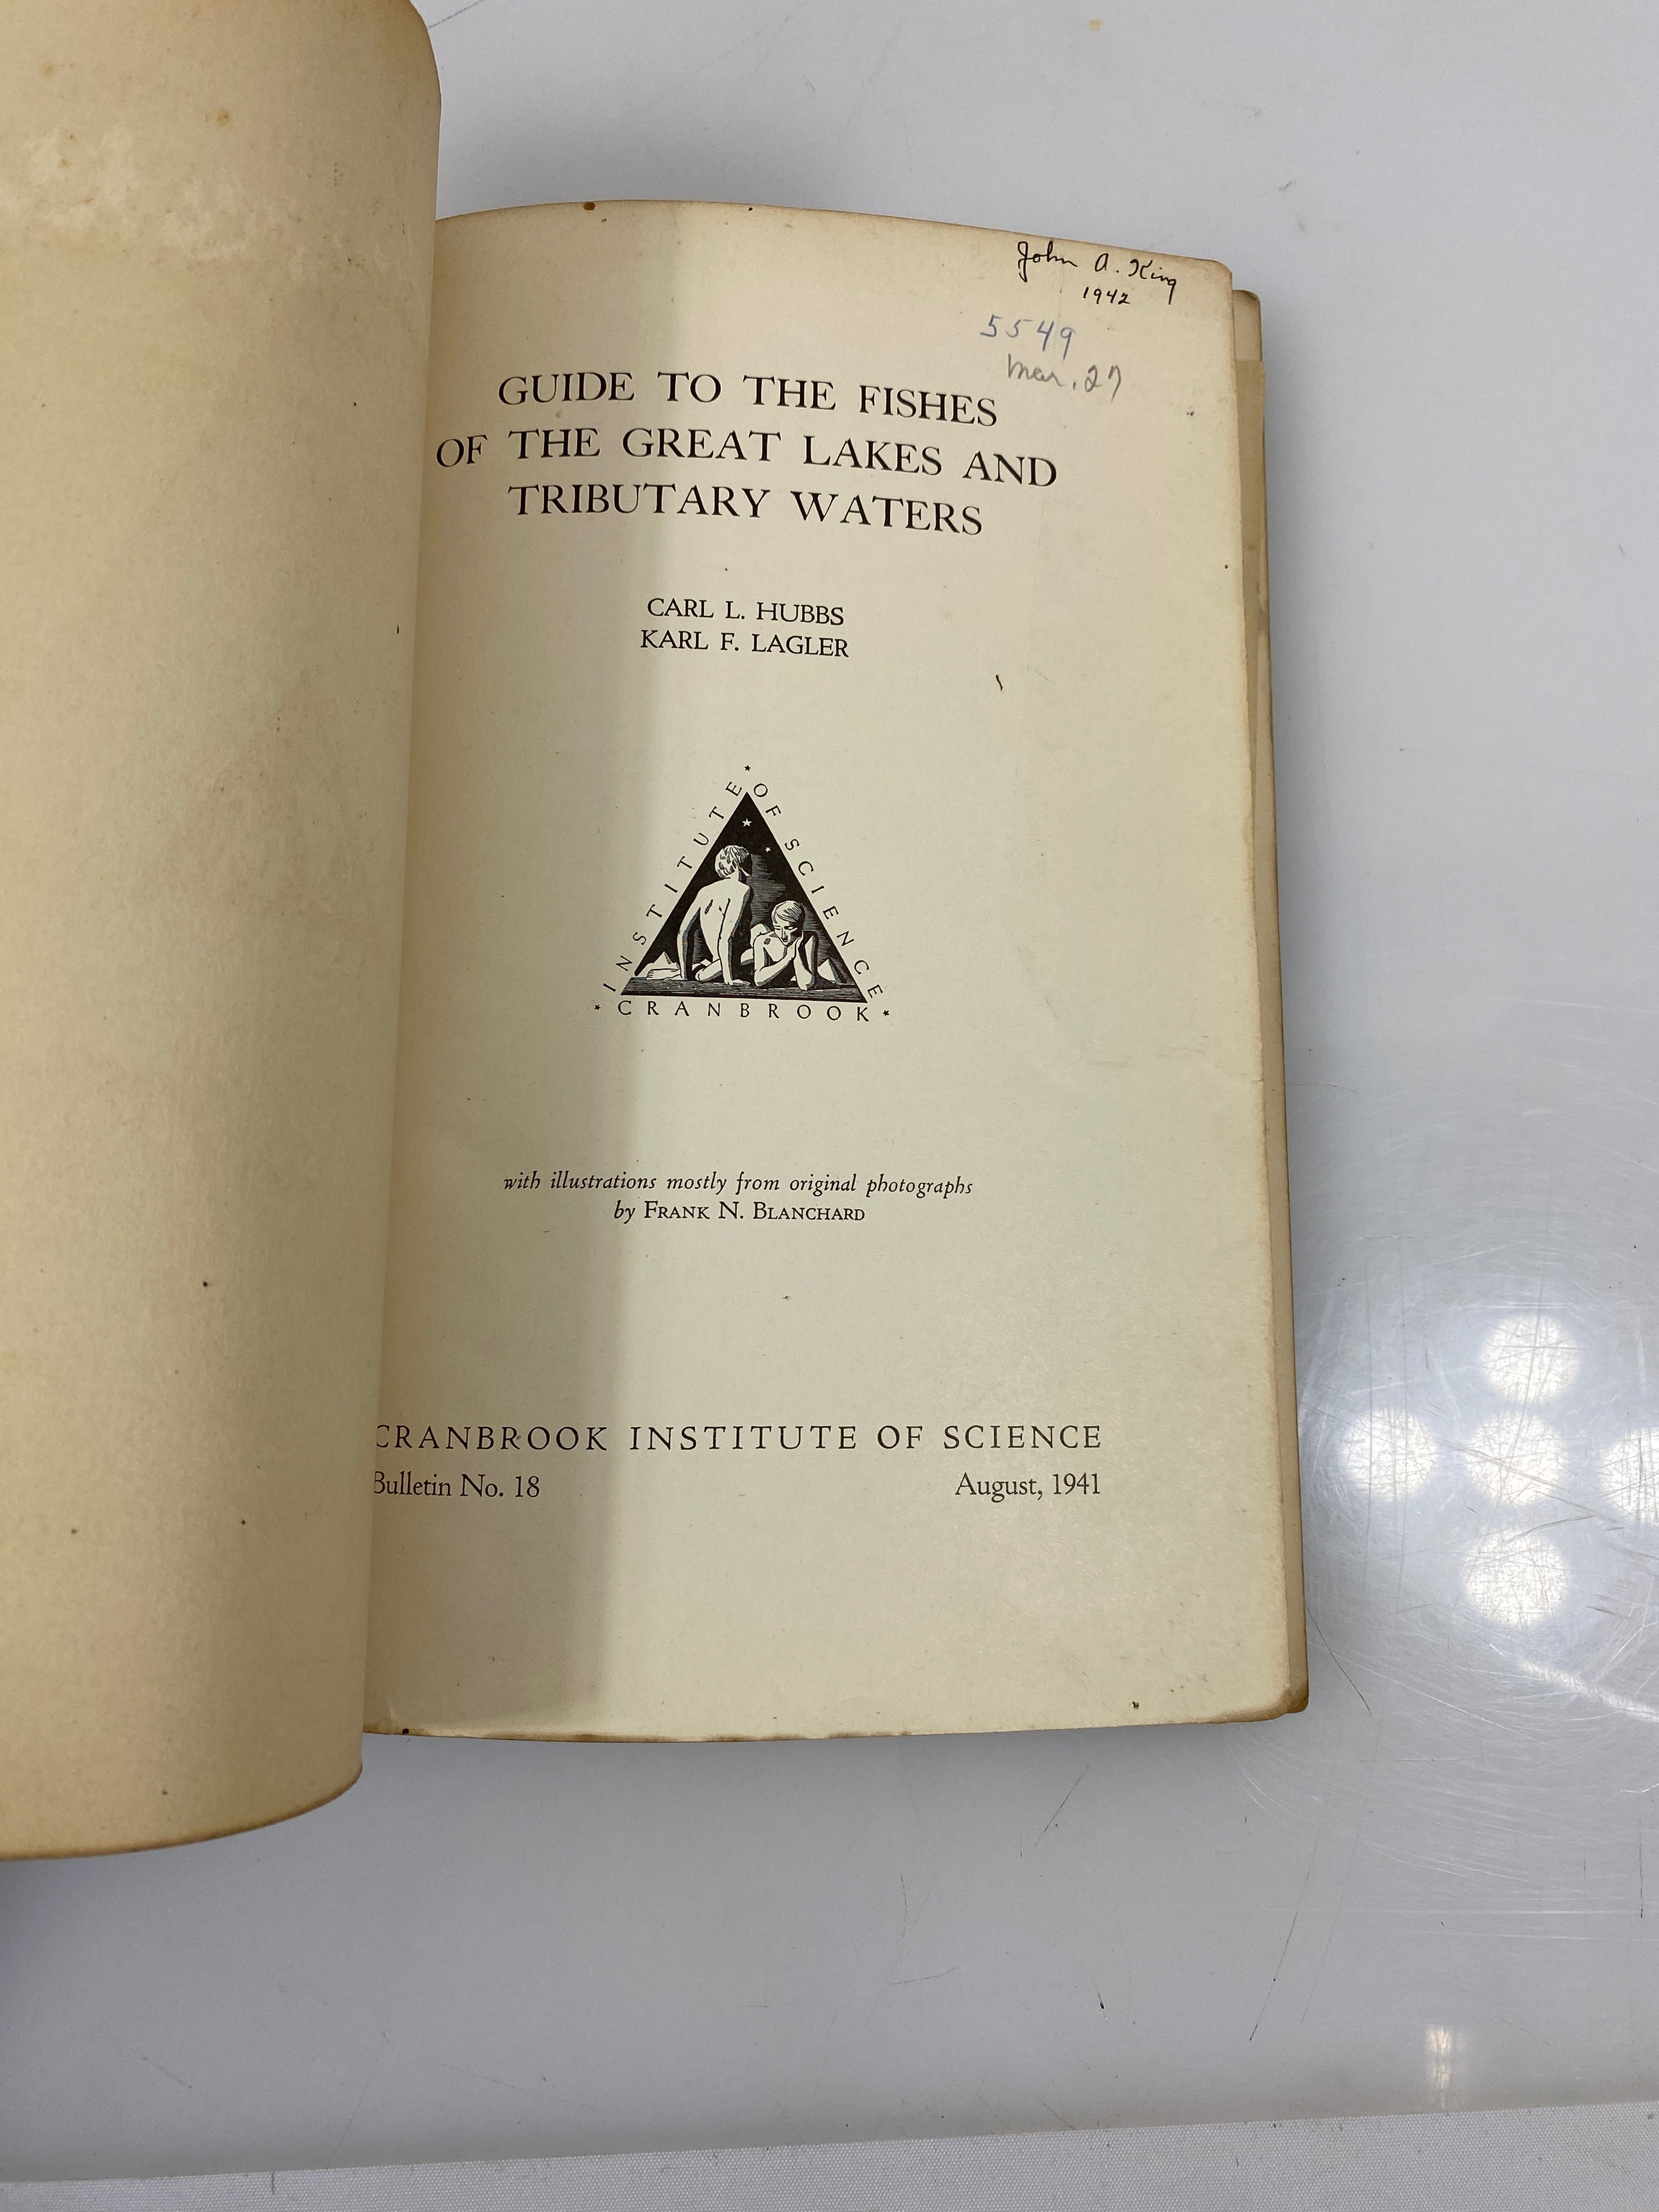 John A. King
1942
5549
Mar. 27
GUIDE TO THE FISHES
OF THE GREAT LAKES AND
TRIBUTARY WATERS
CARL L. HUBBS
KARL F. LAGLER
INSTITUTE OF SCIENCE
CRANBROOK
with illustrations mostly from original photographs
by FRANK N. BLANCHARD
CRANBROOK INSTITUTE OF SCIENCE
Bulletin No. 18 August, 1941